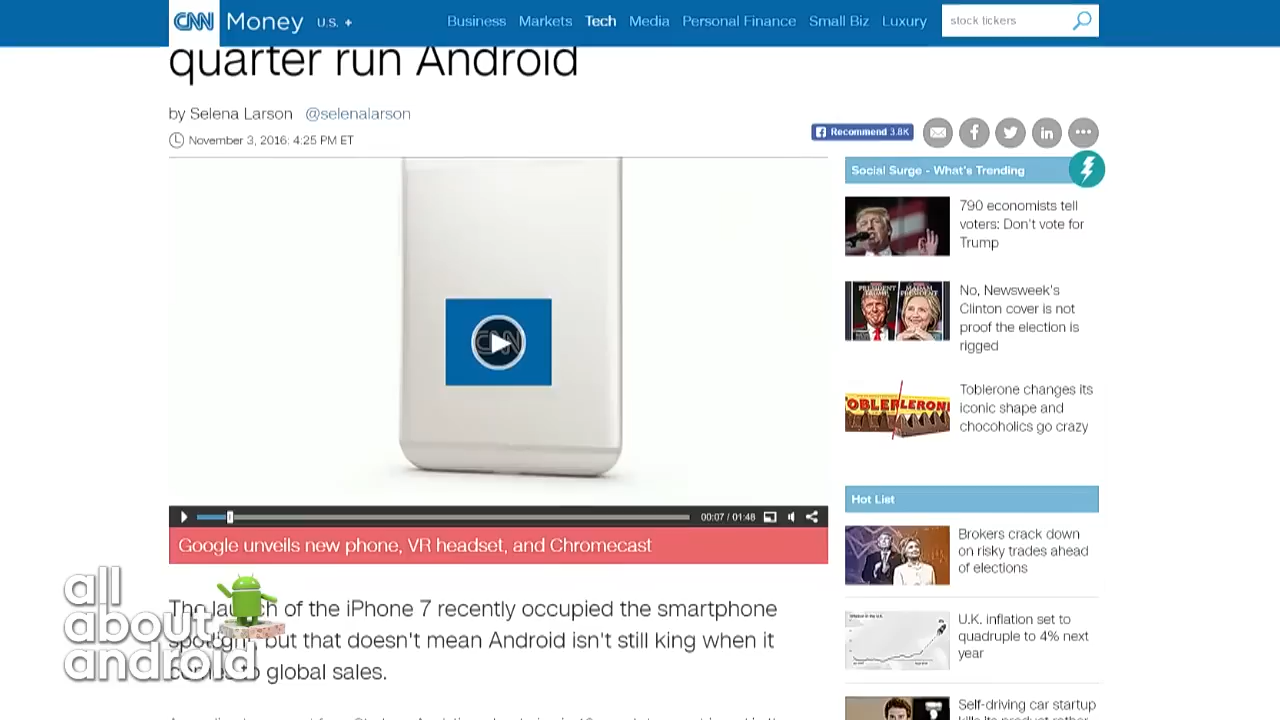 CNN Money U.S. + Business Markets Tech Media Personal Finance Small Biz Luxury stock tickers
quarter run Android
by Selena Larson @selenalarson
November 3, 2016: 4:25 PM ET
Recommend 3.8K
Social Surge - What's Trending
790 economists tell
voters: Don't vote for
Trump
No, Newsweek's
Clinton cover is not
proof the election is
rigged
Toblerone changes its
iconic shape and
chocoholics go crazy
CNN
00:07 / 01:48
Google unveils new phone, VR headset, and Chromecast
Hot List
Brokers crack down
on risky trades ahead
of elections
U.K. inflation set to
quadruple to 4% next
year
Self-driving car startup
The launch of the iPhone 7 recently occupied the smartphone
but that doesn't mean Android isn't still king when it
to global sales.
all
about
android